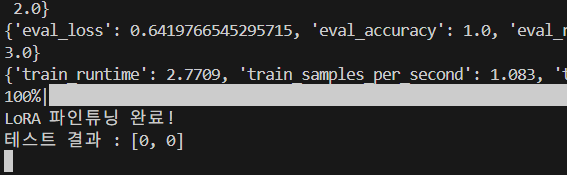 2.0}
{'eval_loss': 0.6419766545295715, 'eval_accuracy': 1.0, 'eval_r
3.0}
{'train_runtime': 2.7709, 'train_samples_per_second': 1.083, 't
100%|
LoRA 파인튜닝 완료!
테스트 결과 : [0, 0]